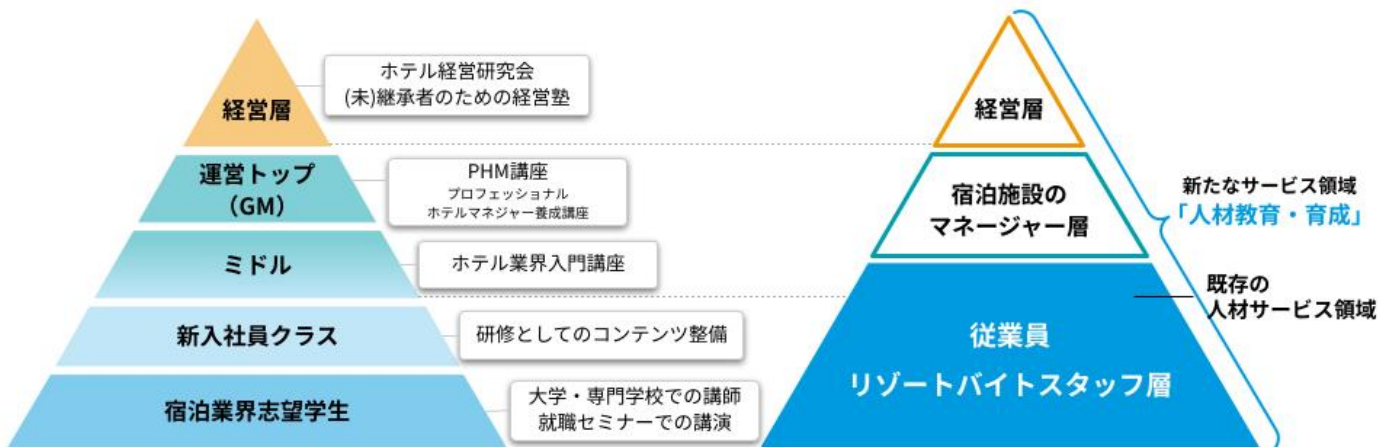 経営層
ホテル経営研究会
(未)継承者のための経営塾
運営トップ
(GM)
PHM講座
プロフェッショナル
ホテルマネジャー養成講座
ミドル
ホテル業界入門講座
新入社員クラス
研修としてのコンテンツ整備
宿泊業界志望学生
大学・専門学校での講師
就職セミナーでの講演
経営層
宿泊施設の
マネージャー層
従業員
リゾートバイトスタッフ層
新たなサービス領域
「人材教育・育成」
既存の
人材サービス領域